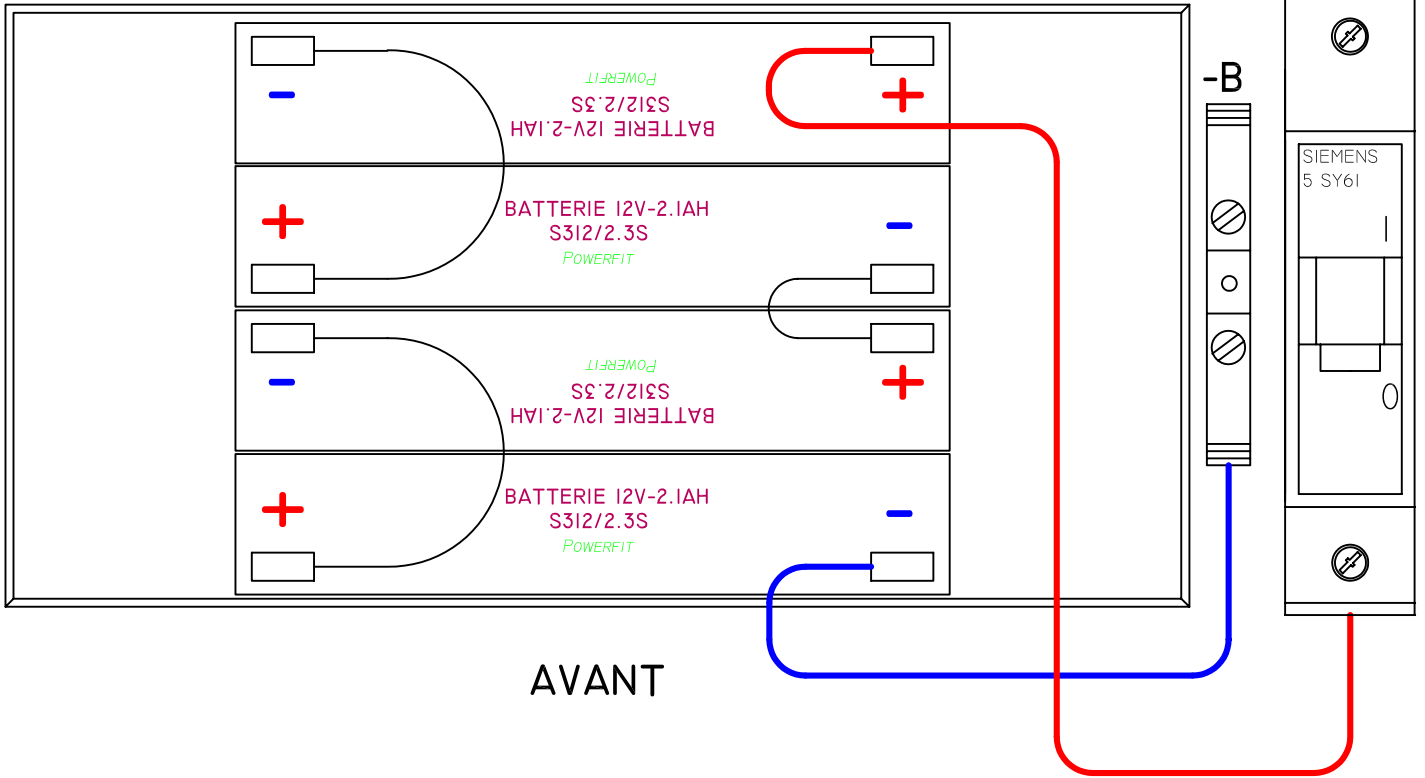 POWERFIT
S312/2.3S
BATTERIE 12V-2.1AH
-B
SIEMENS
5 SY61
BATTERIE 12V-2.1AH
S312/2.3S
POWERFIT
POWERFIT
S312/2.3S
BATTERIE 12V-2.1AH
BATTERIE 12V-2.1AH
S312/2.3S
POWERFIT
AVANT